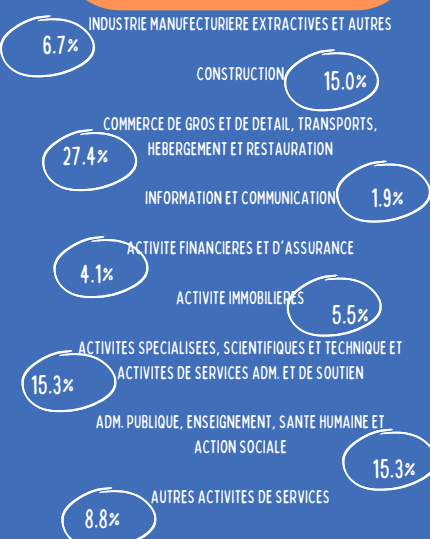 INDUSTRIE MANUFECTURIERE EXTRACTIVES ET AUTRES
6.7%
CONSTRUCTION
15.0%
COMMERCE DE GROS ET DE DETAIL, TRANSPORTS,
HEBERGEMENT ET RESTAURATION
27.4%
INFORMATION ET COMMUNICATION
1.9%
ACTIVITE FINANCIERES ET D'ASSURANCE
4.1%
ACTIVITE IMMOBILIERES
5.5%
ACTIVITES SPECIALISEES, SCIENTIFIQUES ET TECHNIQUE ET
ACTIVITES DE SERVICES ADM. ET DE SOUTIEN
15.3%
ADM. PUBLIQUE, ENSEIGNEMENT, SANTE HUMAINE ET
ACTION SOCIALE
15.3%
AUTRES ACTIVITES DE SERVICES
8.8%